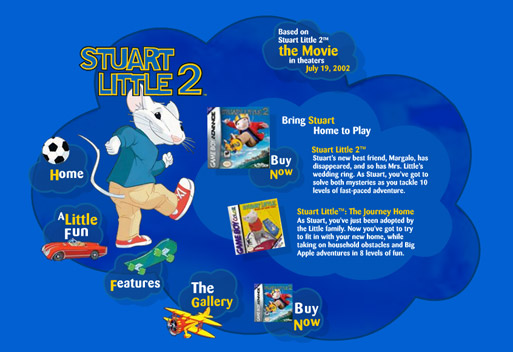 STUART
LITTLE 2™
Based on
Stuart Little 2™
the Movie
in theaters
July 19, 2002
Home
A Little
Fun
Features
The
Gallery
GAME BOY ADVANCE
STUART LITTLE 2
Buy
Now
Bring Stuart
Home to Play
Stuart Little 2™
Stuart's new best friend, Margalo, has
disappeared, and so has Mrs. Little's
wedding ring. As Stuart, you've got to
solve both mysteries as you tackle 10
levels of fast-paced adventure.
GAME BOY COLOR
Stuart Little™: The Journey Home
As Stuart, you've just been adopted by
the Little family. Now you've got to try
to fit in with your new home, while
taking on household obstacles and Big
Apple adventures in 8 levels of fun.
Buy
Now